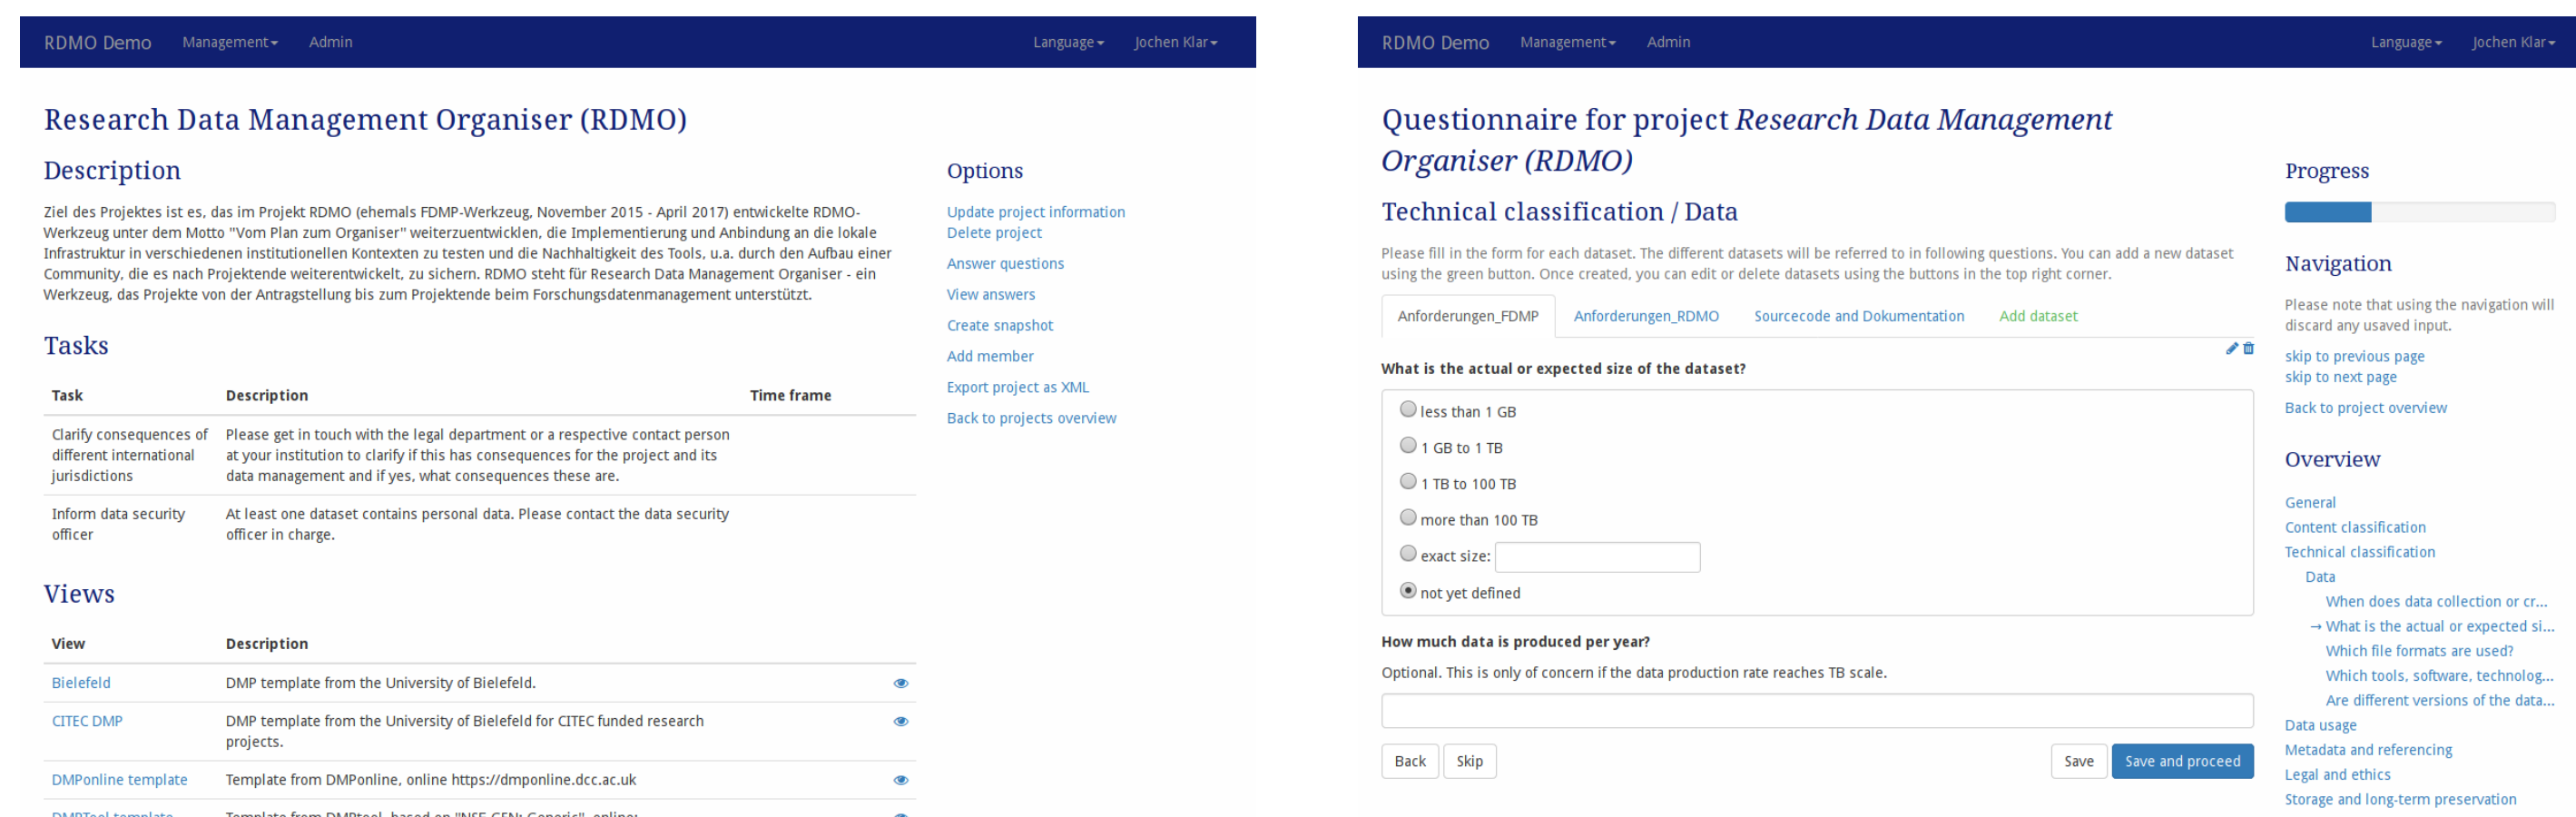 RDMO Demo Management Admin Language Jochen Klar
Research Data Management Organiser (RDMO)
Description
Ziel des Projektes ist es, das im Projekt RDMO (ehemals FDMP-Werkzeug, November 2015 - April 2017) entwickelte RDMO-
Werkzeug unter dem Motto "Vom Plan zum Organiser" weiterzuentwicklen, die Implementierung und Anbindung an die lokale
Infrastruktur in verschiedenen institutionellen Kontexten zu testen und die Nachhaltigkeit des Tools, u.a. durch den Aufbau einer
Community, die es nach Projektende weiterentwickelt, zu sichern. RDMO steht für Research Data Management Organiser - ein
Werkzeug, das Projekte von der Antragstellung bis zum Projektende beim Forschungsdatenmanagement unterstützt.
Tasks
Task Description Time frame
Clarify consequences of
different international
jurisdictions
Please get in touch with the legal department or a respective contact person
at your institution to clarify if this has consequences for the project and its
data management and if yes, what consequences these are.
Inform data security
officer
At least one dataset contains personal data. Please contact the data security
officer in charge.
Views
View Description
Bielefeld DMP template from the University of Bielefeld.
CITEC DMP DMP template from the University of Bielefeld for CITEC funded research
projects.
DMPonline template Template from DMPonline, online https://dmponline.dcc.ac.uk
DMPTool template Template from DMPtool, based on "NSF-GEN: Generic", online:
Options
Update project information
Delete project
Answer questions
View answers
Create snapshot
Add member
Export project as XML
Back to projects overview
RDMO Demo Management Admin Language Jochen Klar
Questionnaire for project Research Data Management
Organiser (RDMO)
Technical classification / Data
Please fill in the form for each dataset. The different datasets will be referred to in following questions. You can add a new dataset
using the green button. Once created, you can edit or delete datasets using the buttons in the top right corner.
Anforderungen_FDMP Anforderungen_RDMO Sourcecode and Dokumentation Add dataset
What is the actual or expected size of the dataset?
less than 1 GB
1 GB to 1 TB
1 TB to 100 TB
more than 100 TB
exact size:
not yet defined
How much data is produced per year?
Optional. This is only of concern if the data production rate reaches TB scale.
Back Skip Save Save and proceed
Progress
Navigation
Please note that using the navigation will
discard any usaved input.
skip to previous page
skip to next page
Back to project overview
Overview
General
Content classification
Technical classification
Data
When does data collection or cr...
→ What is the actual or expected si...
Which file formats are used?
Which tools, software, technolog...
Are different versions of the data...
Data usage
Metadata and referencing
Legal and ethics
Storage and long-term preservation